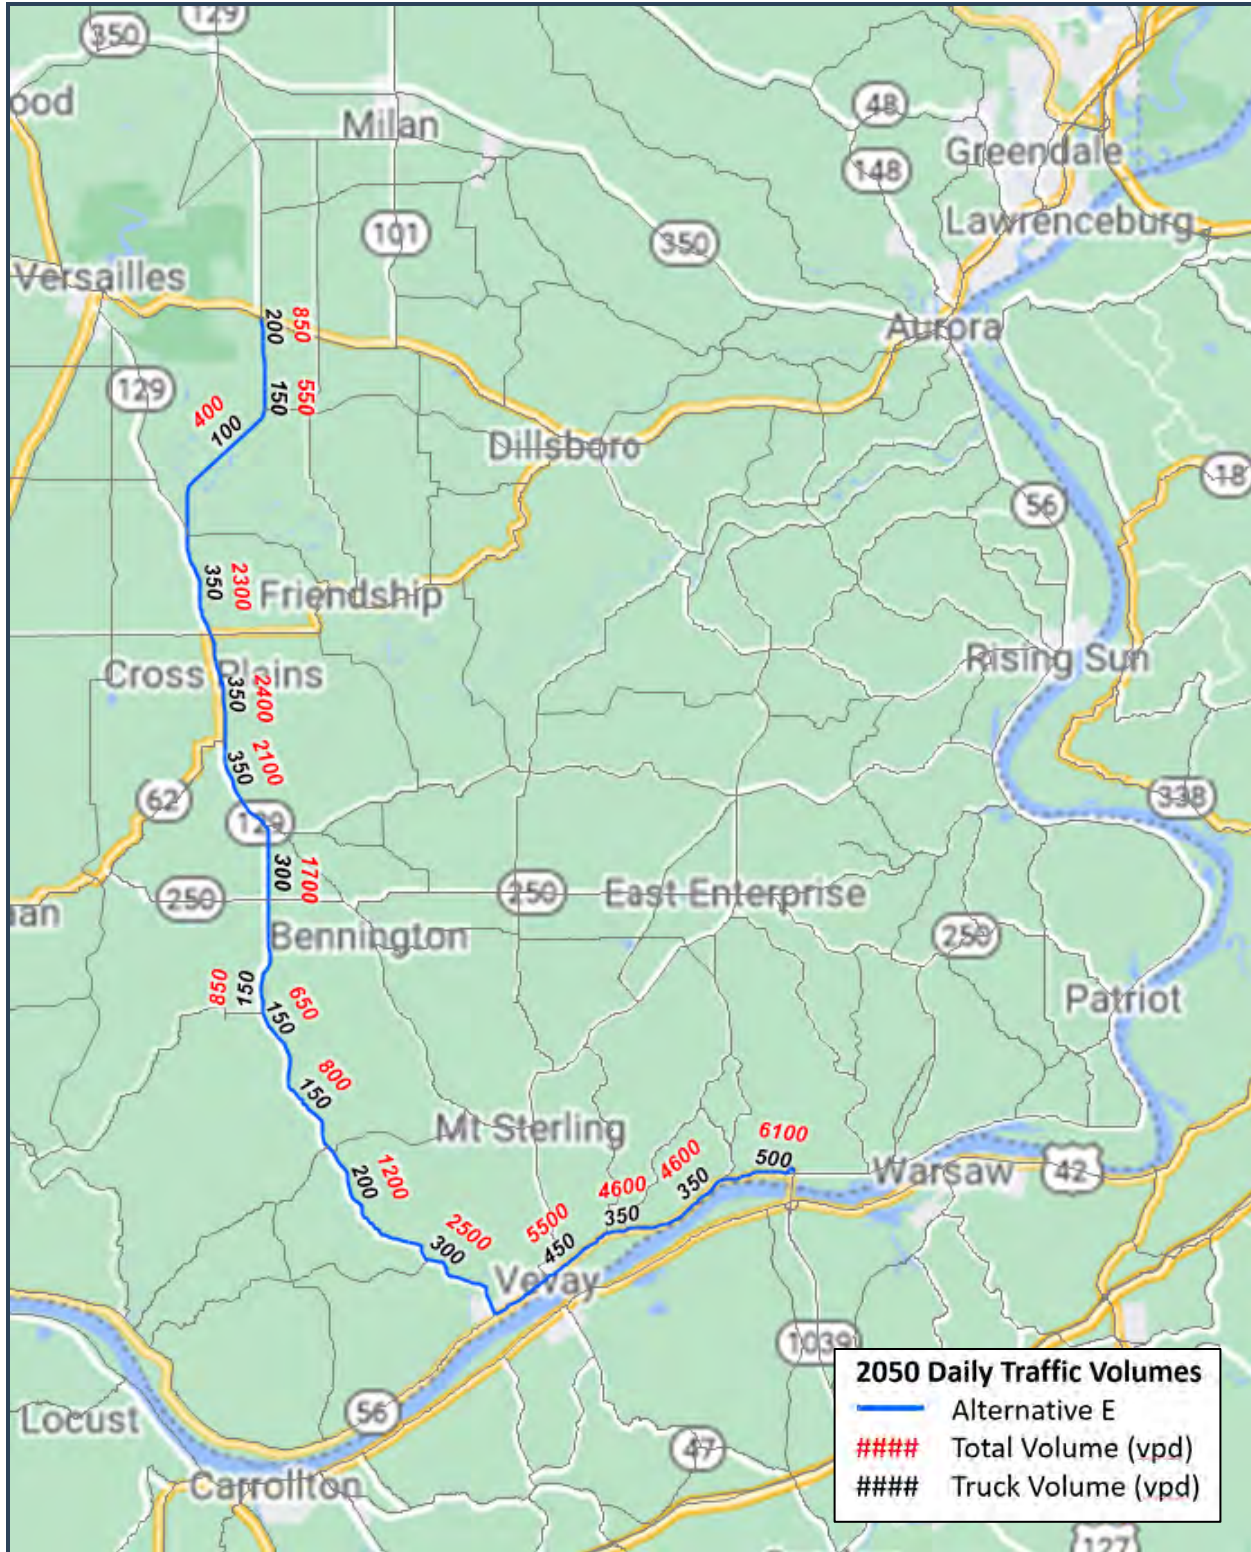 129
350
ood
48
Milan
Greendale
148
Lawrenceburg
101
350
Versailles
200
850
Aurora
129
150
550
400
100
Dillsboro
18
56
350
2300
Friendship
Rising Sun
Cross Plains
350
2400
350
2100
62
338
129
300
1700
250
250
East Enterprise
nan
Bennington
250
850
150
650
150
Patriot
800
150
Mt Sterling
6100
4600
4600
500
1200
200
350
350
Warsaw
42
2500
300
5500
450
Vevay
1039
2050 Daily Traffic Volumes
Alternative E
#### Total Volume (vpd)
#### Truck Volume (vpd)
Locust
56
47
Carrollton
127